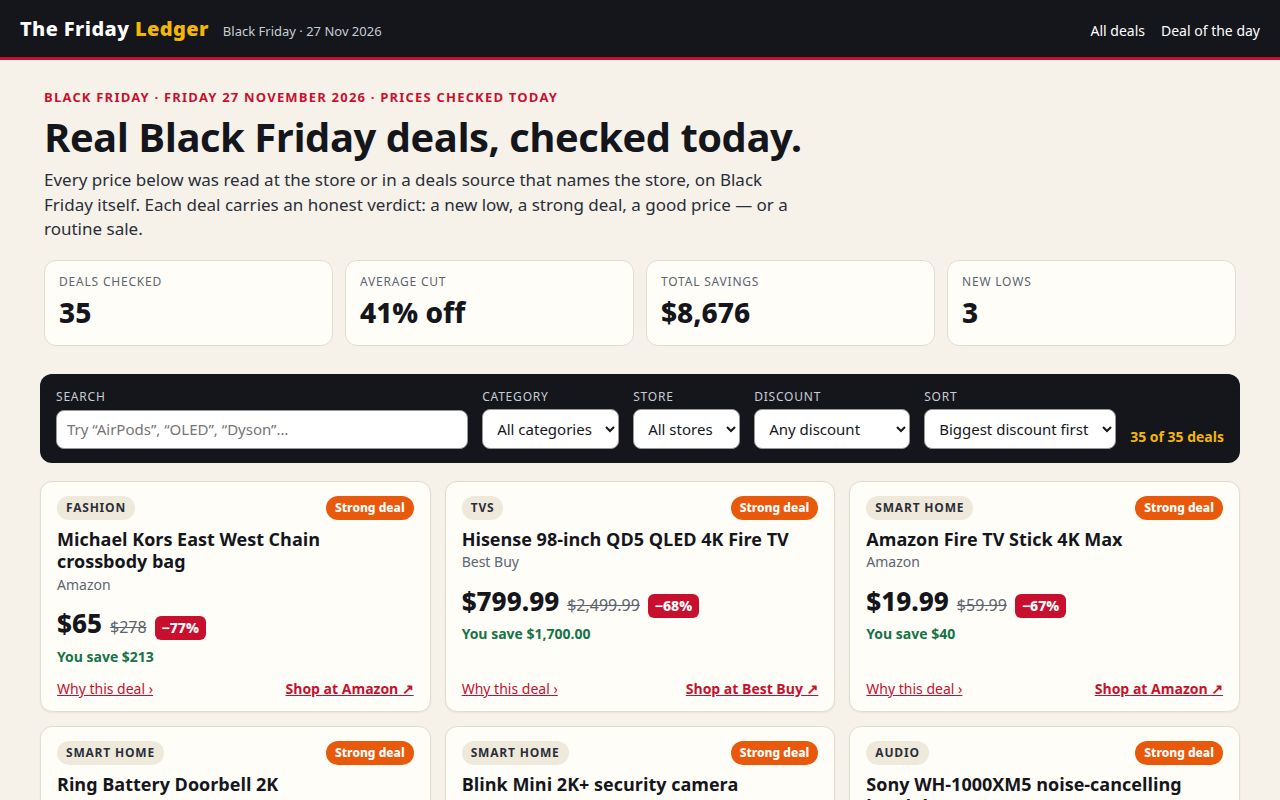 The Friday Ledger Black Friday · 27 Nov 2026 All deals Deal of the day
BLACK FRIDAY · FRIDAY 27 NOVEMBER 2026 · PRICES CHECKED TODAY
Real Black Friday deals, checked today.
Every price below was read at the store or in a deals source that names the store, on Black
Friday itself. Each deal carries an honest verdict: a new low, a strong deal, a good price — or a
routine sale.
DEALS CHECKED
35
AVERAGE CUT
41% off
TOTAL SAVINGS
$8,676
NEW LOWS
3
SEARCH
Try “AirPods”, “OLED”, “Dyson”…
CATEGORY
All categories
STORE
All stores
DISCOUNT
Any discount
SORT
Biggest discount first
35 of 35 deals
FASHION Strong deal
Michael Kors East West Chain
crossbody bag
Amazon
$65 $278 −77%
You save $213
Why this deal › Shop at Amazon ↗
TVS Strong deal
Hisense 98-inch QD5 QLED 4K Fire TV
Best Buy
$799.99 $2,499.99 −68%
You save $1,700.00
Why this deal › Shop at Best Buy ↗
SMART HOME Strong deal
Amazon Fire TV Stick 4K Max
Amazon
$19.99 $59.99 −67%
You save $40
Why this deal › Shop at Amazon ↗
SMART HOME Strong deal
Ring Battery Doorbell 2K
SMART HOME Strong deal
Blink Mini 2K+ security camera
AUDIO Strong deal
Sony WH-1000XM5 noise-cancelling